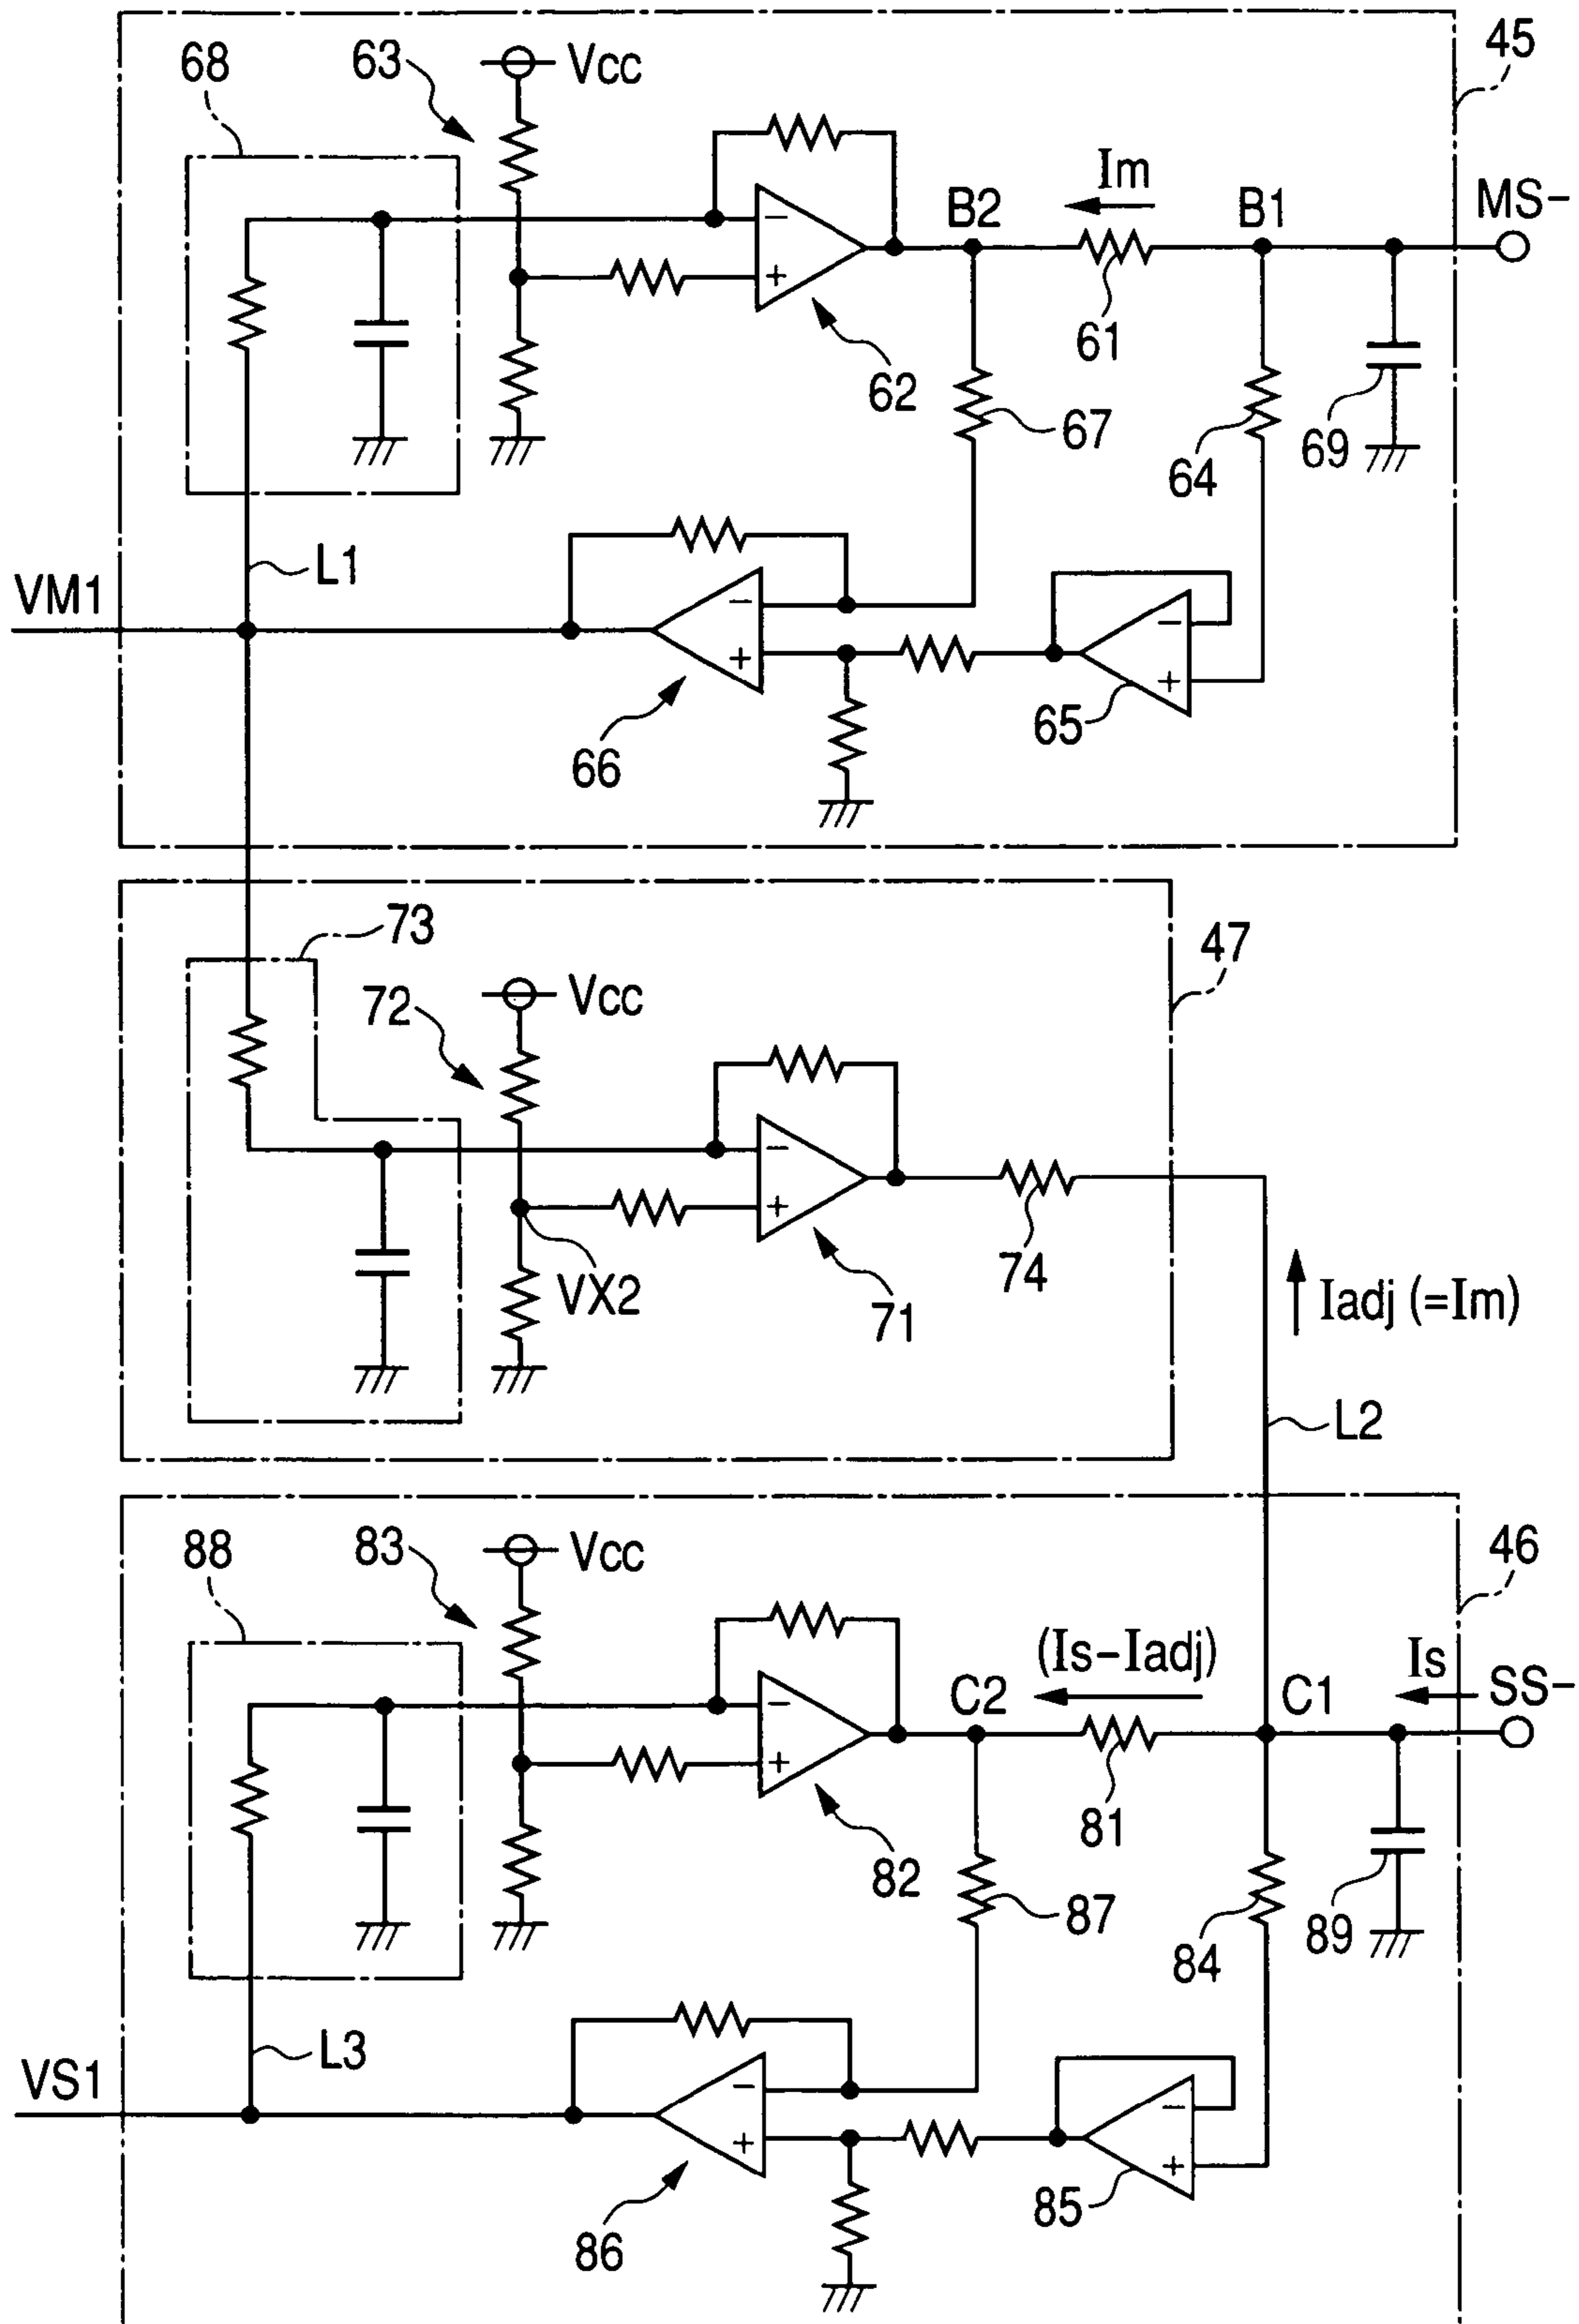 68
63
Vcc
45
Im
B2
B1
MS-
−
+
61
62
67
64
69
L1
VM1
−
+
−
+
65
66
73
47
72
Vcc
−
+
VX2
71
74
Iadj (=Im)
L2
88
83
Vcc
46
(Is-Iadj)
Is
SS-
C2
C1
−
+
81
82
87
84
89
L3
VS1
−
+
−
+
85
86